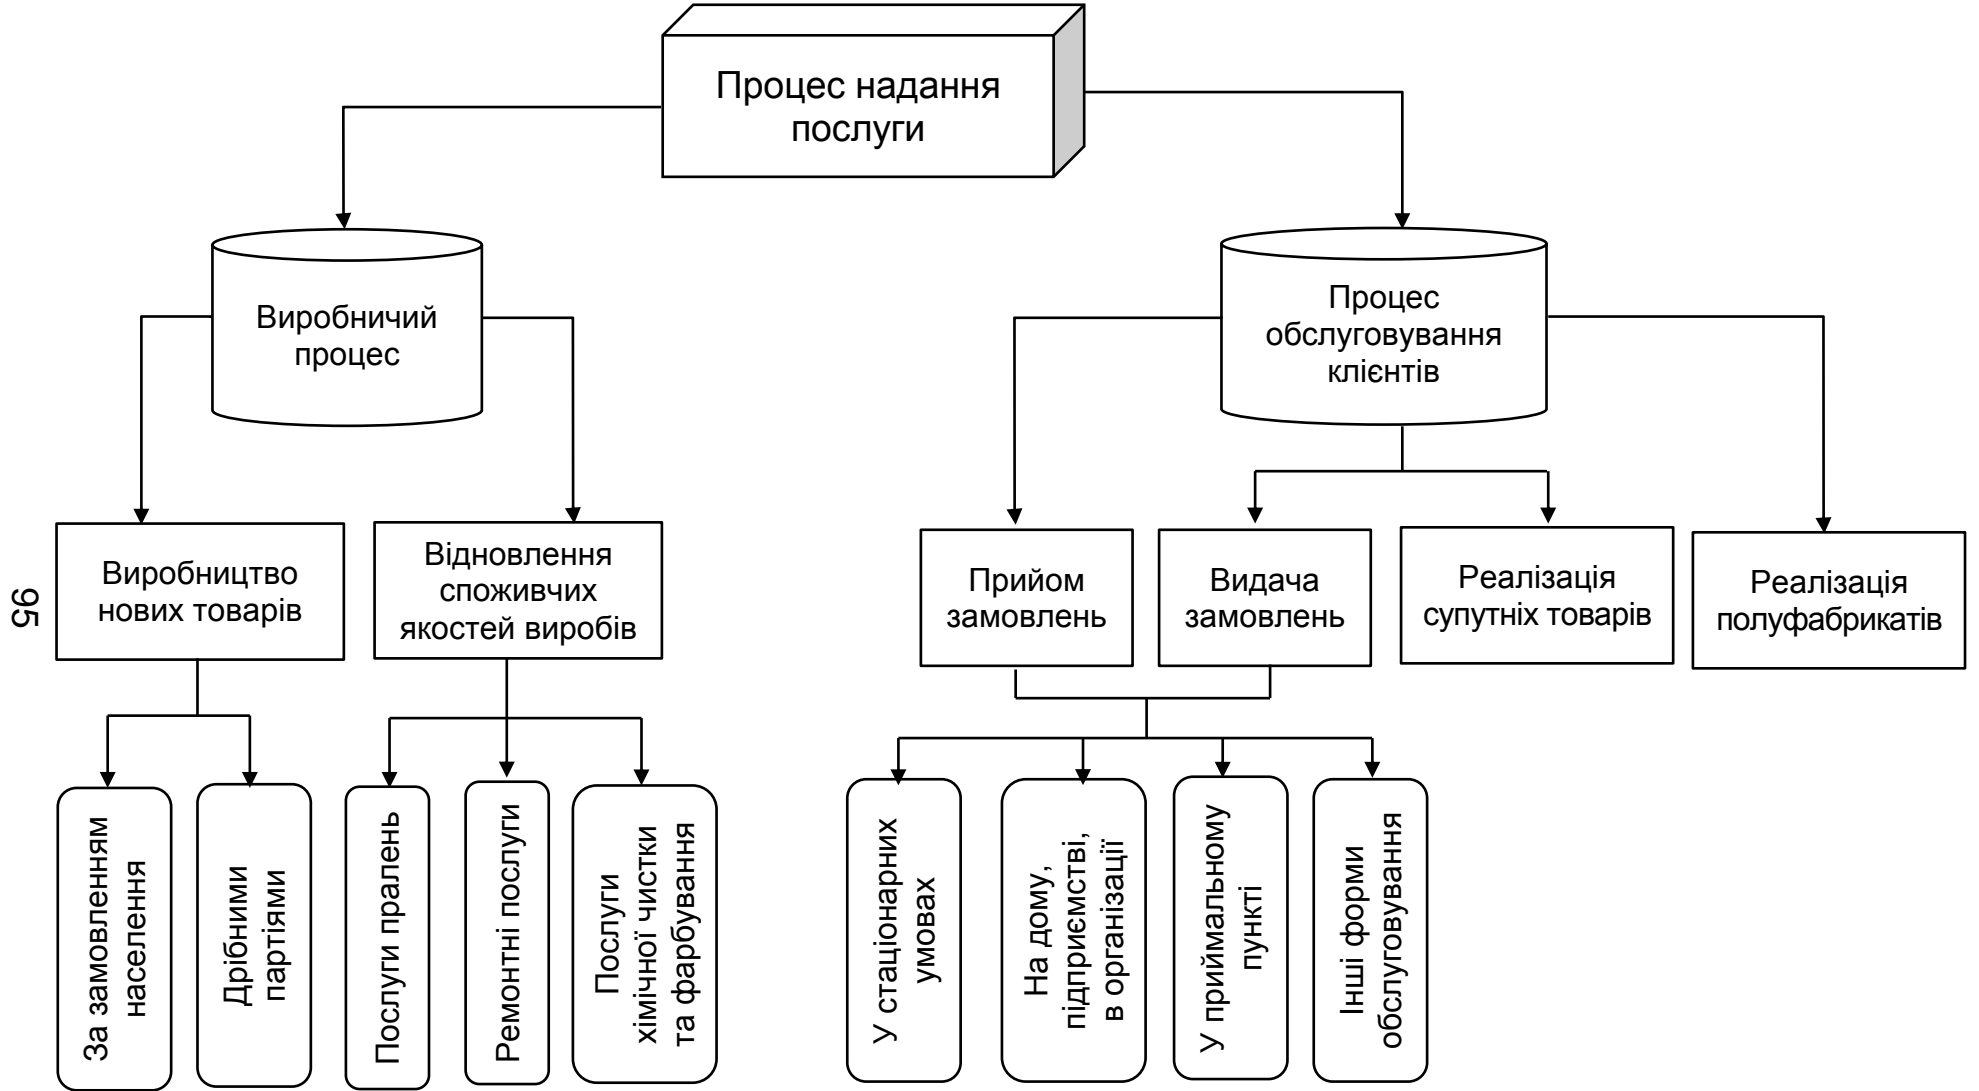 Процес надання
послуги
Виробничий
процес
Процес
обслуговування
клієнтів
Виробництво
нових товарів
Відновлення
споживчих
якостей виробів
Прийом
замовлень
Видача
замовлень
Реалізація
супутніх товарів
Реалізація
полуфабрикатів
95
За замовленням
населення
Дрібними
партіями
Послуги пралень
Ремонтні послуги
Послуги
хімічної чистки
та фарбування
У стаціонарних
умовах
На дому,
підприємстві,
в організації
У приймальному
пункті
Інші форми
обслуговування